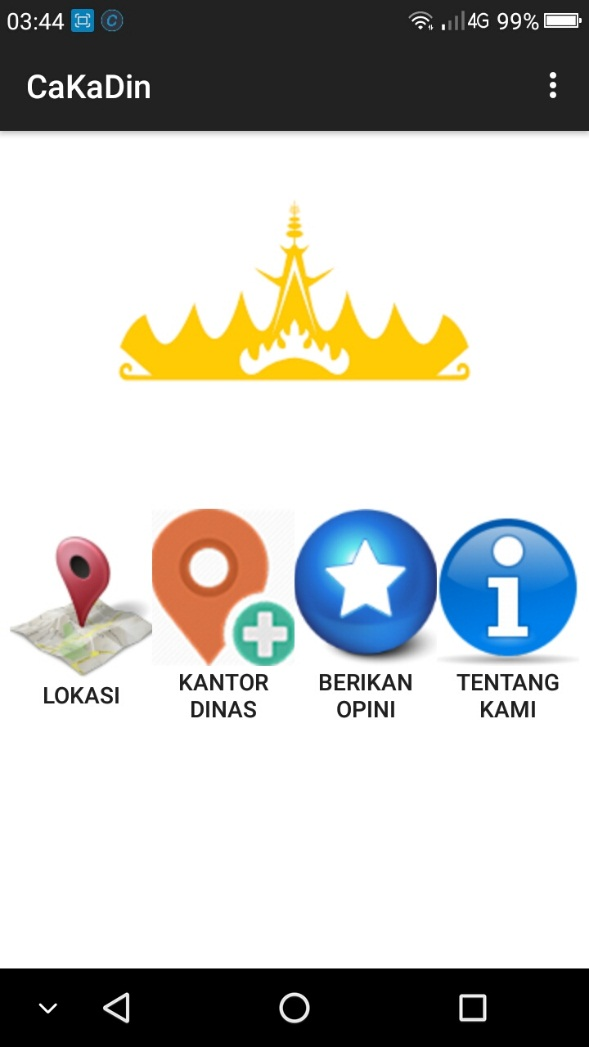 03:44 4G 99%
CaKaDin
LOKASI
KANTOR
DINAS
BERIKAN
OPINI
TENTANG
KAMI